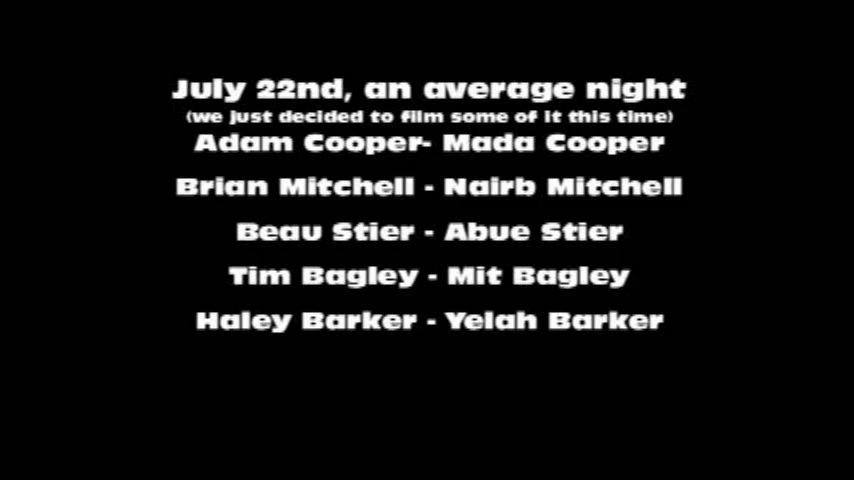 July 22nd, an average night
(we just decided to film some of it this time)
Adam Cooper- Mada Cooper
Brian Mitchell - Nairb Mitchell
Beau Stier - Abue Stier
Tim Bagley - Mit Bagley
Haley Barker - Yelah Barker